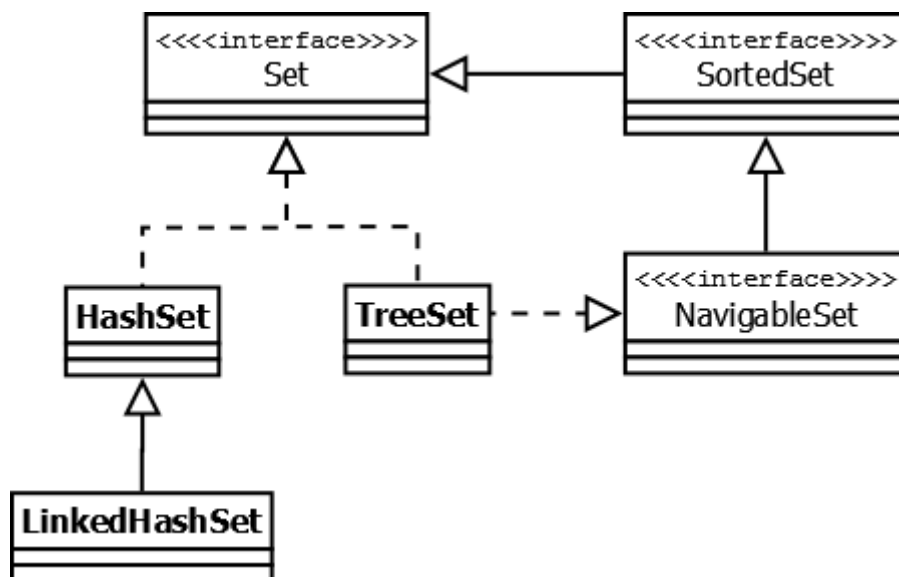 <<<<interface>>>>
Set
<<<<interface>>>>
SortedSet
HashSet
TreeSet
<<<<interface>>>>
NavigableSet
LinkedHashSet